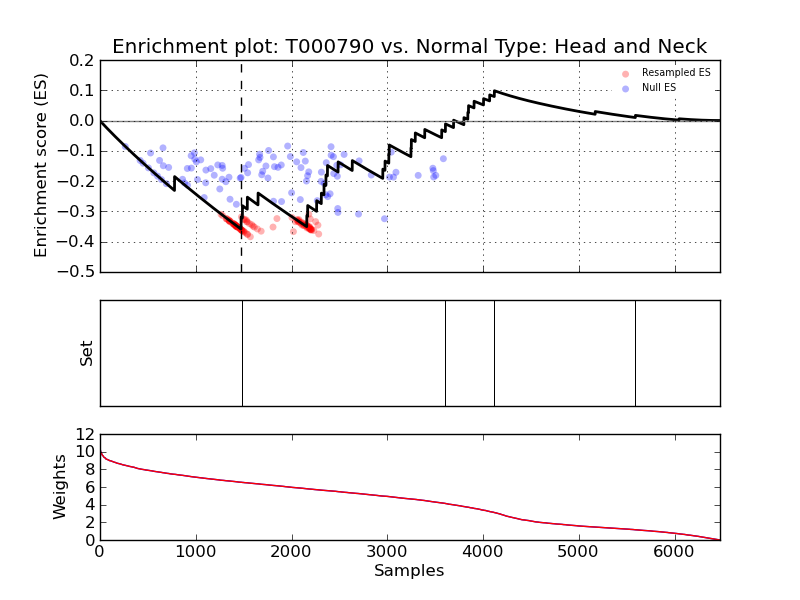 Enrichment plot: T000790 vs. Normal Type: Head and Neck
0.2
0.1
0.0
−0.1
−0.2
−0.3
−0.4
−0.5
Enrichment score (ES)
Resampled ES
Null ES
Set
12
10
8
6
4
2
0
Weights
0 1000 2000 3000 4000 5000 6000
Samples